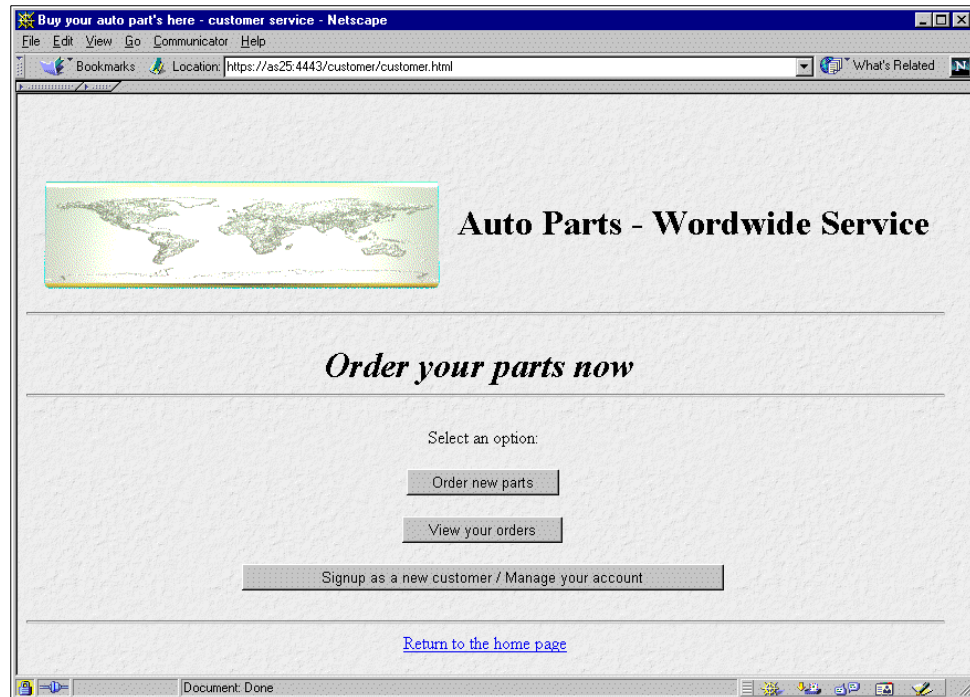 Buy your auto part's here - customer service - Netscape
File Edit View Go Communicator Help
Bookmarks Location: https://as25:4443/customer/customer.html What's Related N
Auto Parts - Wordwide Service
Order your parts now
Select an option:
Order new parts
View your orders
Signup as a new customer / Manage your account
Return to the home page
Document: Done